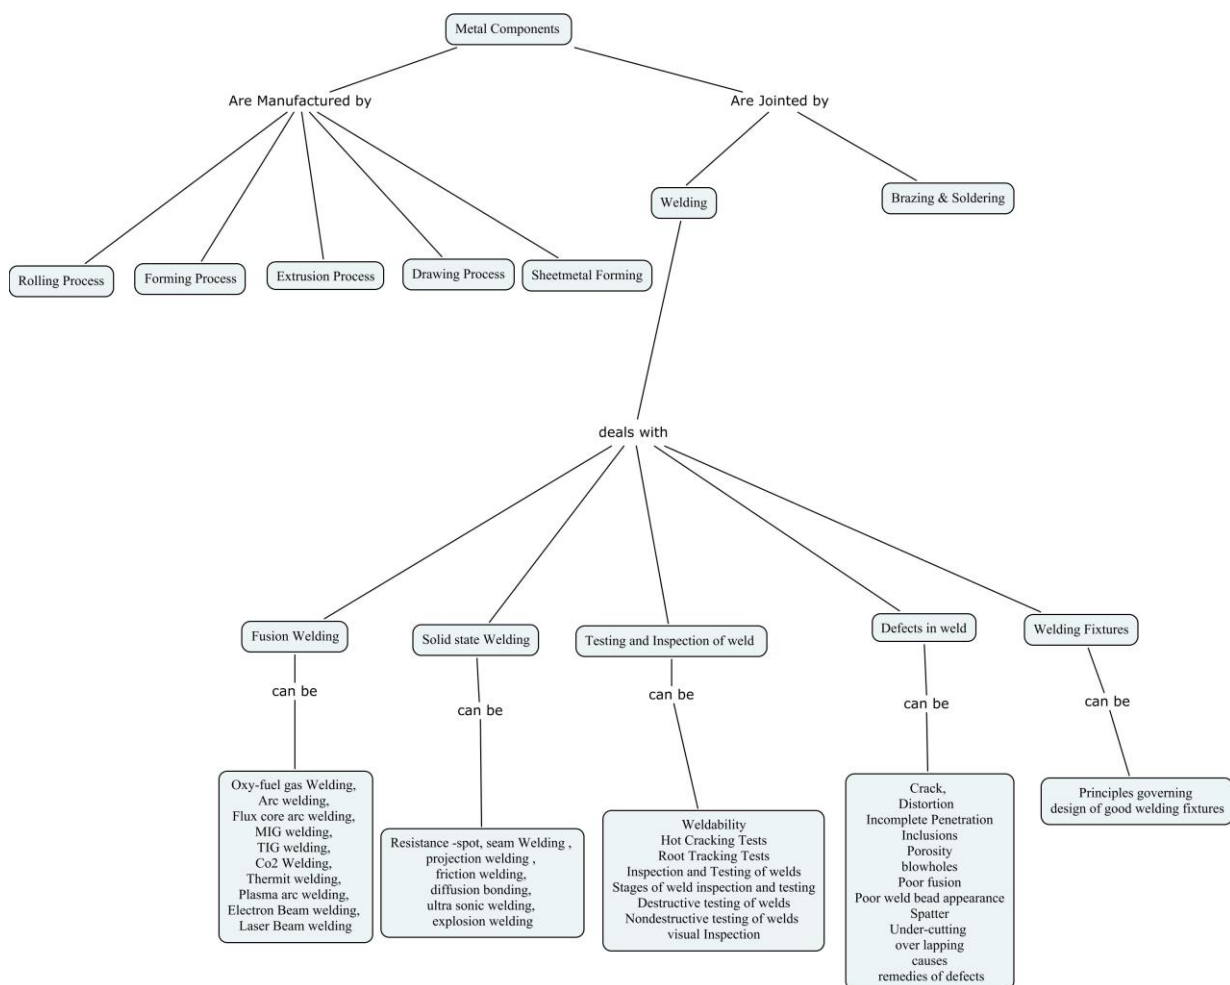 Metal Components
Are Manufactured by
Are Jointed by
Welding
Brazing & Soldering
Rolling Process
Forming Process
Extrusion Process
Drawing Process
Sheetmetal Forming
deals with
Fusion Welding
Solid state Welding
Testing and Inspection of weld
Defects in weld
Welding Fixtures
can be
can be
can be
can be
can be
Oxy-fuel gas Welding,
Arc welding,
Flux core arc welding,
MIG welding,
TIG welding,
Co2 Welding,
Thermit welding,
Plasma arc welding,
Electron Beam welding,
Laser Beam welding
Resistance -spot, seam Welding ,
projection welding ,
friction welding,
diffusion bonding,
ultra sonic welding,
explosion welding
Weldability
Hot Cracking Tests
Root Tracking Tests
Inspection and Testing of welds
Stages of weld inspection and testing
Destructive testing of welds
Nondestructive testing of welds
visual Inspection
Crack,
Distortion
Incomplete Penetration
Inclusions
Porosity
blowholes
Poor fusion
Poor weld bead appearance
Spatter
Under-cutting
over lapping
causes
remedies of defects
Principles governing
design of good welding fixtures